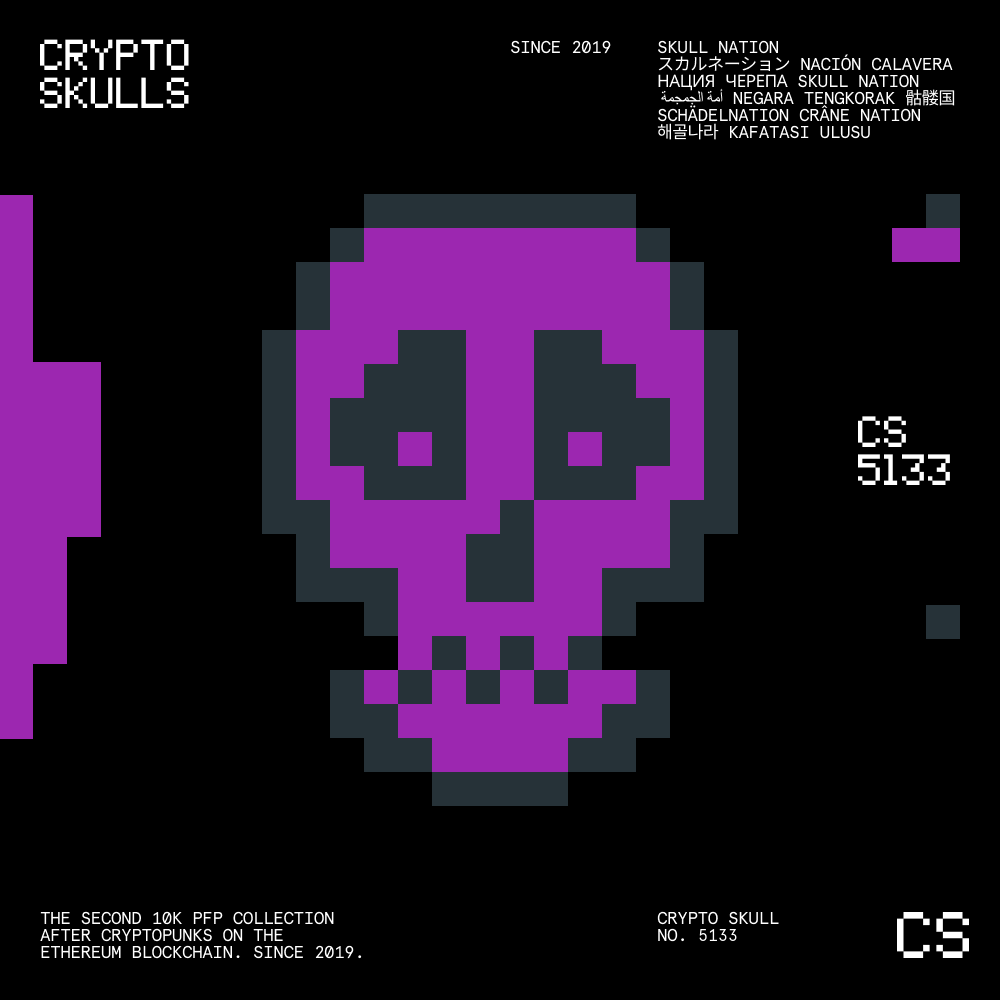 CRYPTO
SKULLS
SINCE 2019
SKULL NATION
スカルネーション NACIÓN CALAVERA
НАЦИЯ ЧЕРЕПА SKULL NATION
أمة الجمجمة NEGARA TENGKORAK 骷髅国
SCHÄDELNATION CRÂNE NATION
해골나라 KAFATASI ULUSU
CS
5133
THE SECOND 10K PFP COLLECTION
AFTER CRYPTOPUNKS ON THE
ETHEREUM BLOCKCHAIN. SINCE 2019.
CRYPTO SKULL
NO. 5133
CS